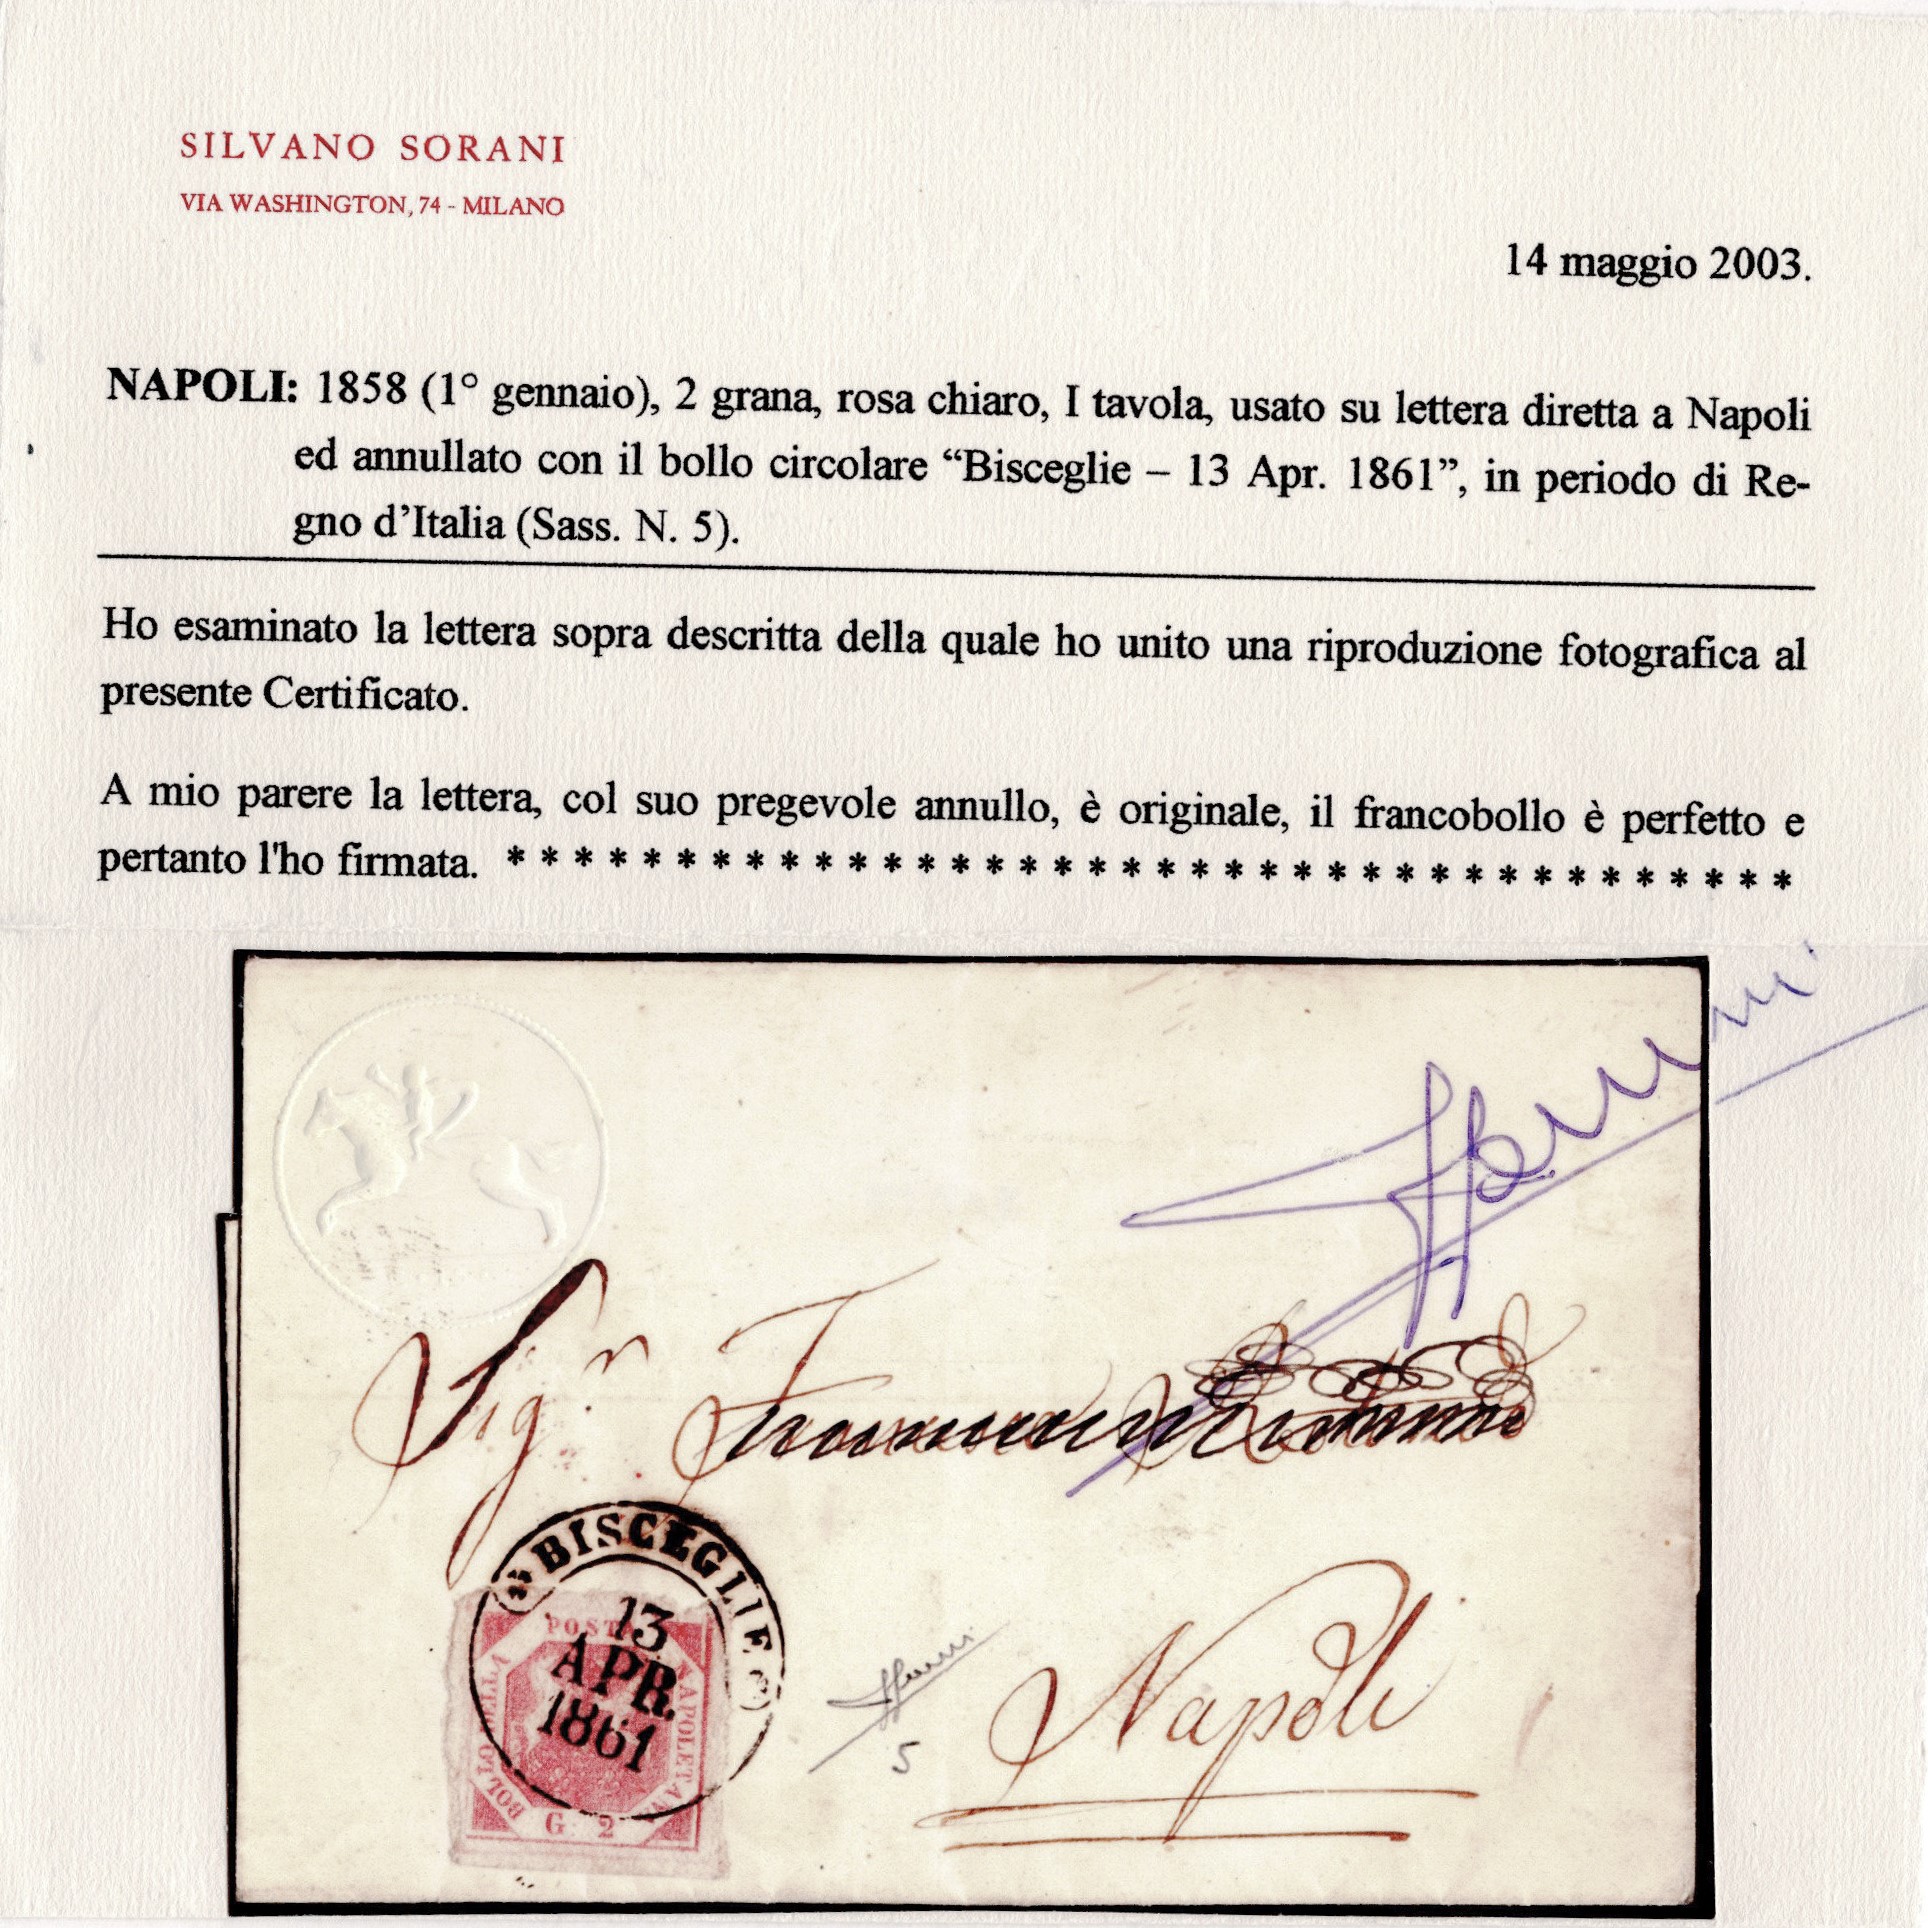 SILVANO SORANI
VIA WASHINGTON, 74 - MILANO
14 maggio 2003.
NAPOLI: 1858 (1° gennaio), 2 grana, rosa chiaro, I tavola, usato su lettera diretta a Napoli
ed annullato con il bollo circolare “Bisceglie – 13 Apr. 1861”, in periodo di Re-
gno d’Italia (Sass. N. 5).
Ho esaminato la lettera sopra descritta della quale ho unito una riproduzione fotografica al
presente Certificato.
A mio parere la lettera, col suo pregevole annullo, è originale, il francobollo è perfetto e
pertanto l'ho firmata. * * * * * * * * * * * * * * * * * * * * * * * * * * * * * * * * * * * * * *
Sigr
BISCEGLIE
13
APR.
1861
POSTA
NAPOLETANA
BOLLO
G 2
5
Napoli